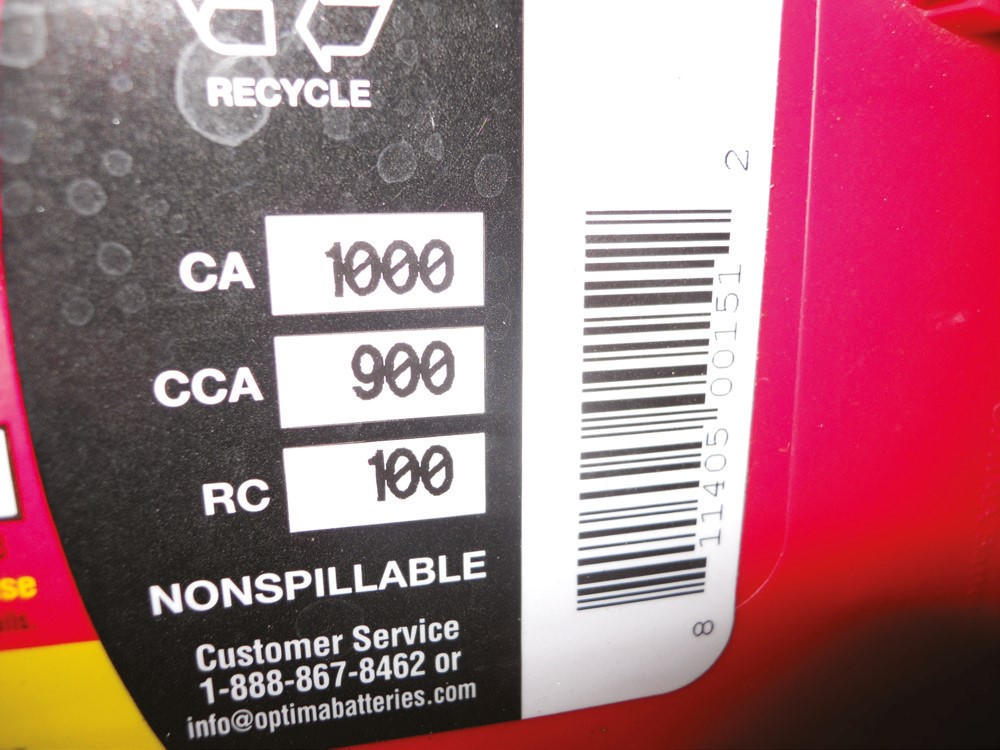 RECYCLE
CA 1000
CCA 900
RC 100
NONSPILLABLE
Customer Service
1-888-867-8462 or
info@optimabatteries.com
8 11405 00151 2
se